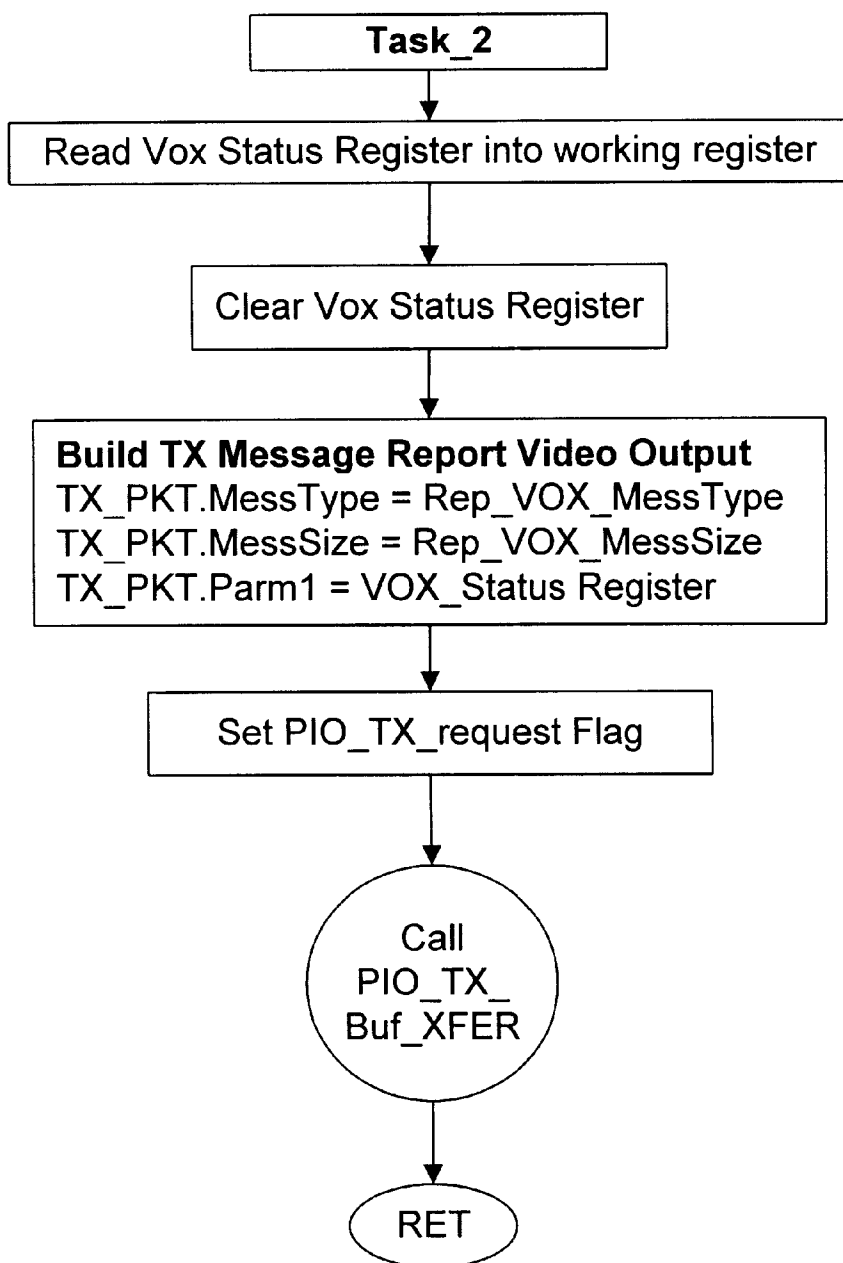 Task_2
Read Vox Status Register into working register
Clear Vox Status Register
Build TX Message Report Video Output
TX_PKT.MessType = Rep_VOX_MessType
TX_PKT.MessSize = Rep_VOX_MessSize
TX_PKT.Parm1 = VOX_Status Register
Set PIO_TX_request Flag
Call
PIO_TX_
Buf_XFER
RET